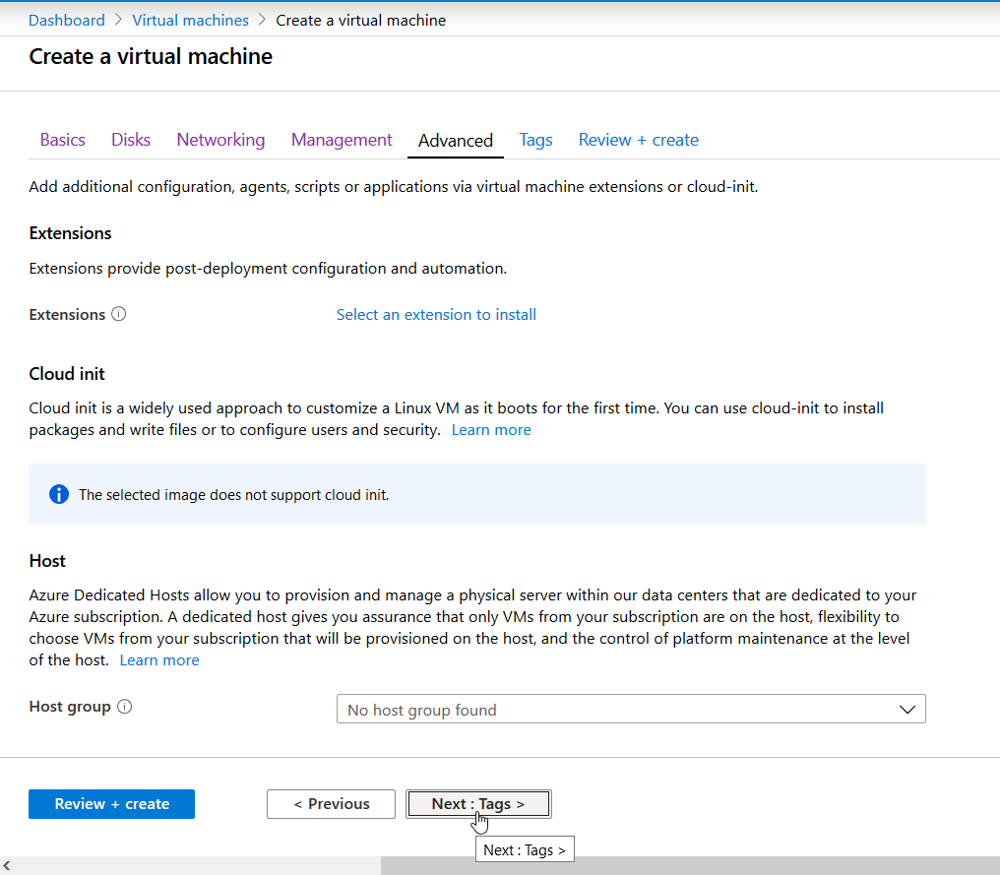 Dashboard > Virtual machines > Create a virtual machine
Create a virtual machine
Basics Disks Networking Management Advanced Tags Review + create
Add additional configuration, agents, scripts or applications via virtual machine extensions or cloud-init.
Extensions
Extensions provide post-deployment configuration and automation.
Extensions Select an extension to install
Cloud init
Cloud init is a widely used approach to customize a Linux VM as it boots for the first time. You can use cloud-init to install
packages and write files or to configure users and security. Learn more
The selected image does not support cloud init.
Host
Azure Dedicated Hosts allow you to provision and manage a physical server within our data centers that are dedicated to your
Azure subscription. A dedicated host gives you assurance that only VMs from your subscription are on the host, flexibility to
choose VMs from your subscription that will be provisioned on the host, and the control of platform maintenance at the level
of the host. Learn more
Host group No host group found
Review + create < Previous Next : Tags >
Next : Tags >